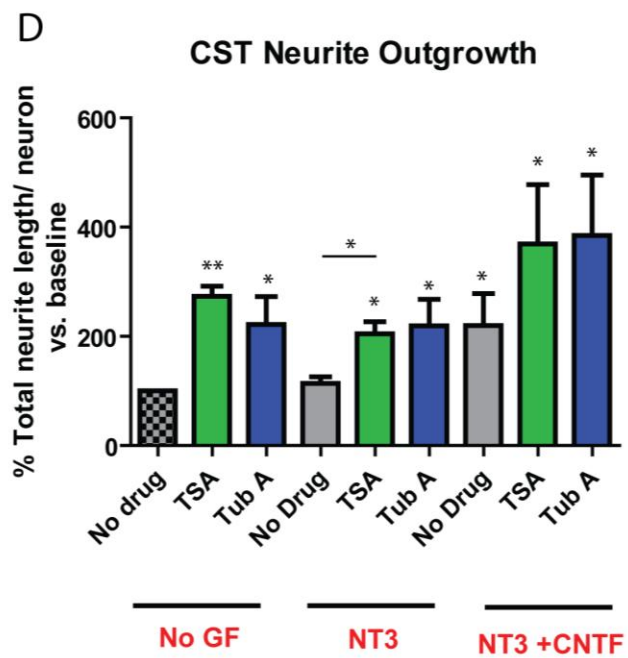 D
CST Neurite Outgrowth
% Total neurite length/ neuron
vs. baseline
600
400
200
0
**
*
*
*
*
*
*
*
No drug
TSA
Tub A
No Drug
TSA
Tub A
No Drug
TSA
Tub A
No GF
NT3
NT3 +CNTF